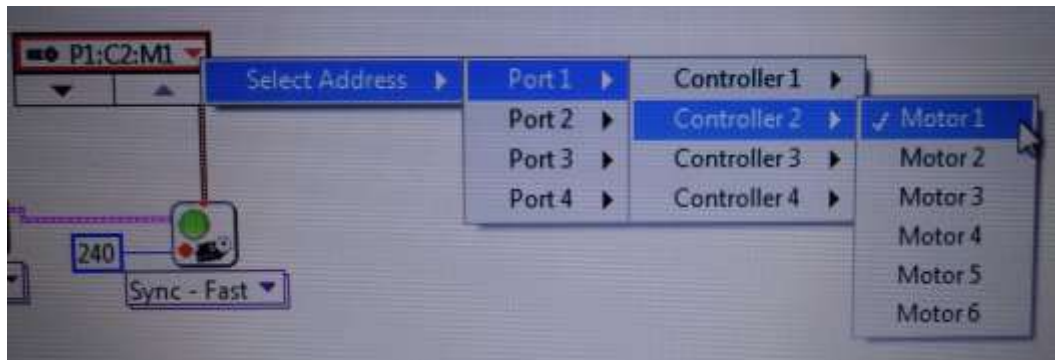 P1:C2:M1
Select Address
Port 1
Port 2
Port 3
Port 4
Controller 1
Controller 2
Controller 3
Controller 4
Motor 1
Motor 2
Motor 3
Motor 4
Motor 5
Motor 6
240
Sync - Fast